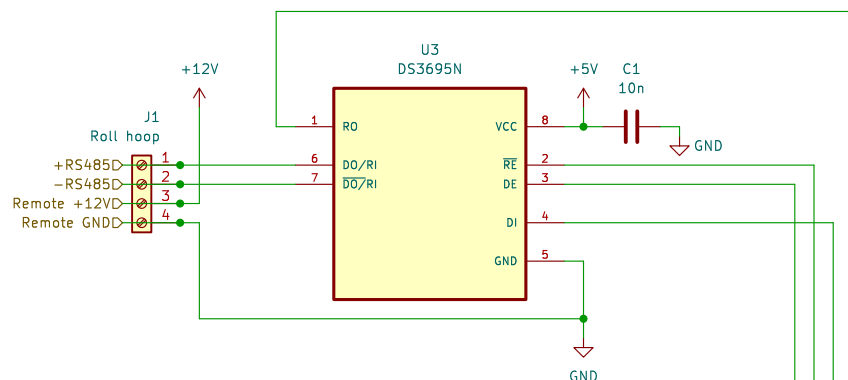 U3
DS3695N
+12V
+5V
C1
10n
J1
Roll hoop
1
RO
VCC
8
GND
+RS485
1
6
DO/RI
RE
2
-RS485
2
7
DO/RI
DE
3
Remote +12V
3
Remote GND
4
DI
4
GND
5
GND